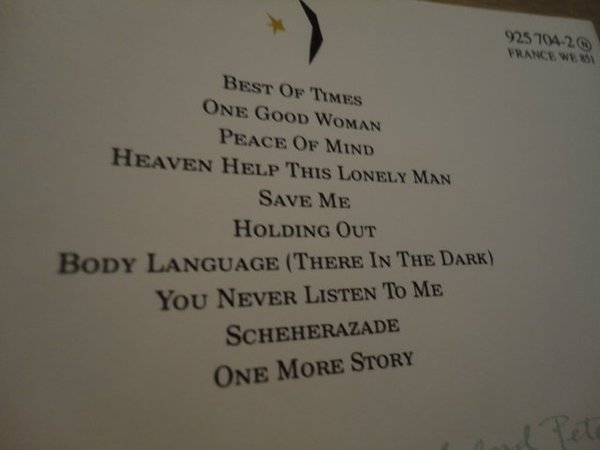 925 704-2 Ⓝ
FRANCE WE 851
BEST OF TIMES
ONE GOOD WOMAN
PEACE OF MIND
HEAVEN HELP THIS LONELY MAN
SAVE ME
HOLDING OUT
BODY LANGUAGE (THERE IN THE DARK)
YOU NEVER LISTEN TO ME
SCHEHERAZADE
ONE MORE STORY